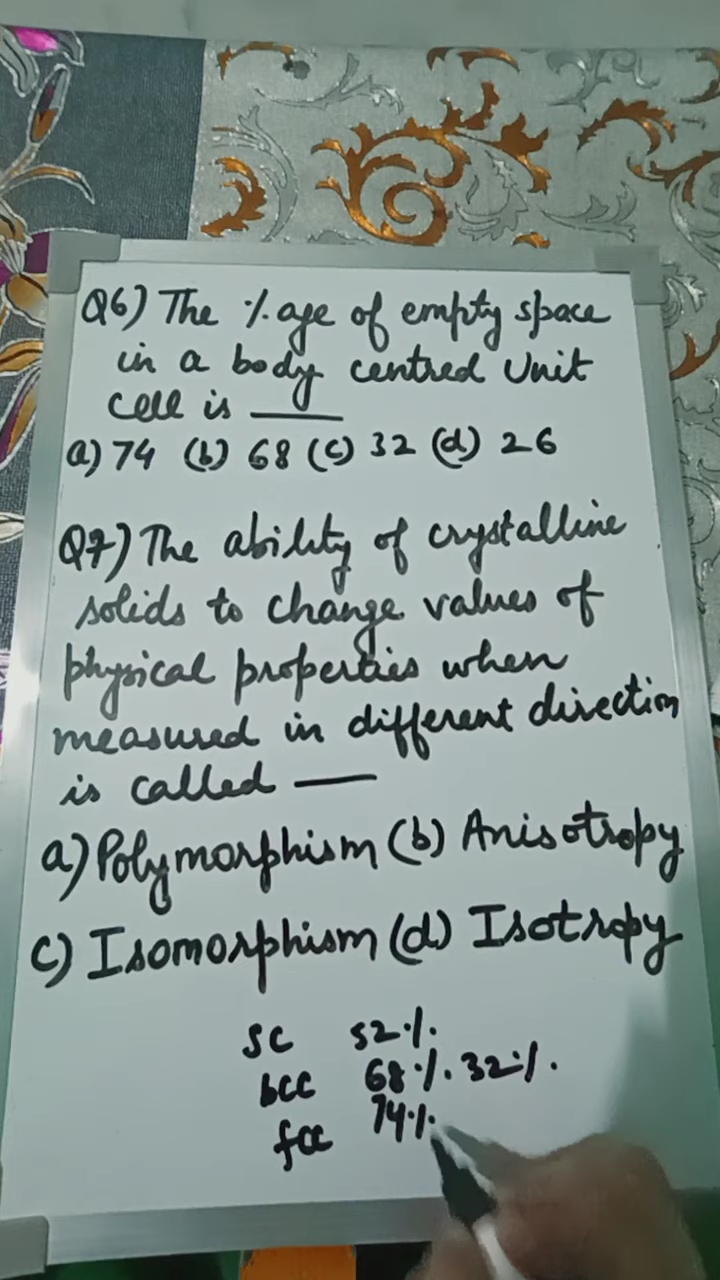 Q6) The %age of empty space
in a body centred Unit
cell is ____
a) 74 (b) 68 (c) 32 (d) 26
Q7) The ability of crystalline
solids to change values of
physical properties when
measured in different direction
is called ____
a) Polymorphism (b) Anisotropy
c) Isomorphism (d) Isotropy
SC 52%.
bcc 68%. 32%.
fcc 74%.